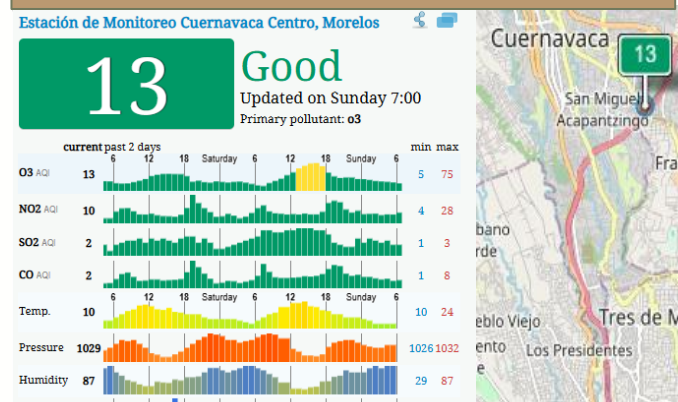 Estación de Monitoreo Cuernavaca Centro, Morelos
13
Good
Updated on Sunday 7:00
Primary pollutant: o3
current past 2 days min max
6 12 18 Saturday 6 12 18 Sunday 6
O3 AQI 13 5 75
NO2 AQI 10 4 28
SO2 AQI 2 1 3
CO AQI 2 1 8
6 12 18 Saturday 6 12 18 Sunday 6
Temp. 10 10 24
Pressure 1029 1026 1032
Humidity 87 29 87
Cuernavaca
13
San Miguel
Acapantzingo
Fra
bano
rde
eblo Viejo
Tres de M
ento
Los Presidentes
e